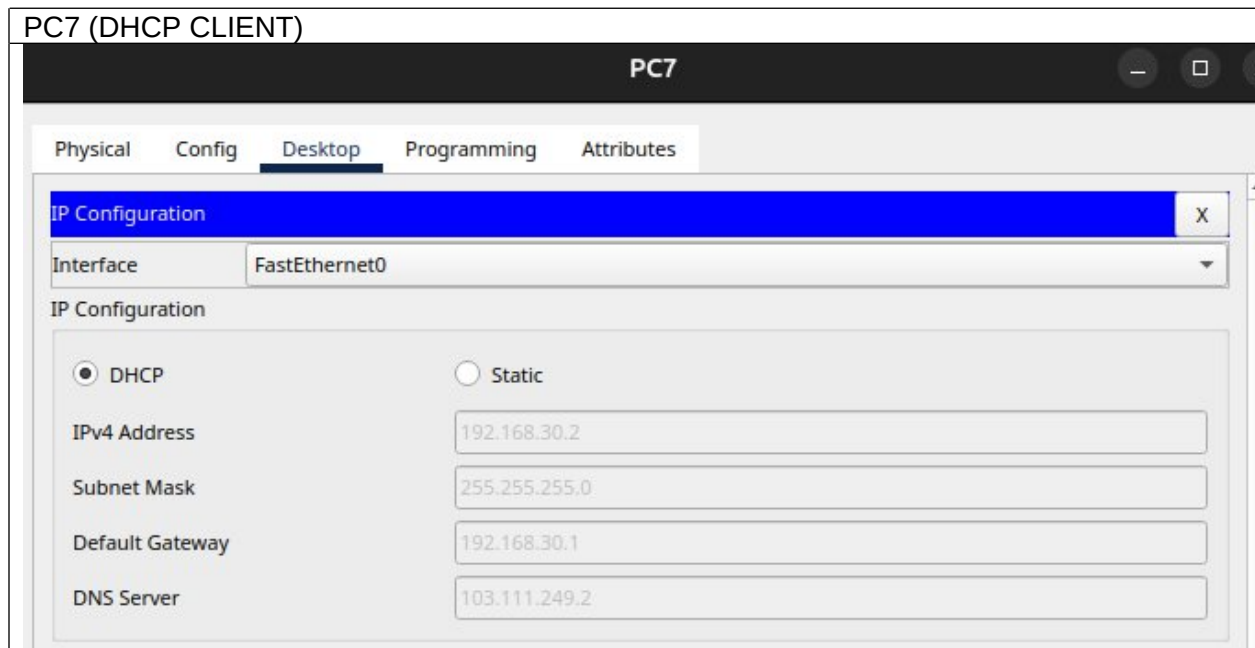 PC7 (DHCP CLIENT)
PC7
Physical Config Desktop Programming Attributes
IP Configuration X
Interface FastEthernet0
IP Configuration
DHCP Static
IPv4 Address 192.168.30.2
Subnet Mask 255.255.255.0
Default Gateway 192.168.30.1
DNS Server 103.111.249.2